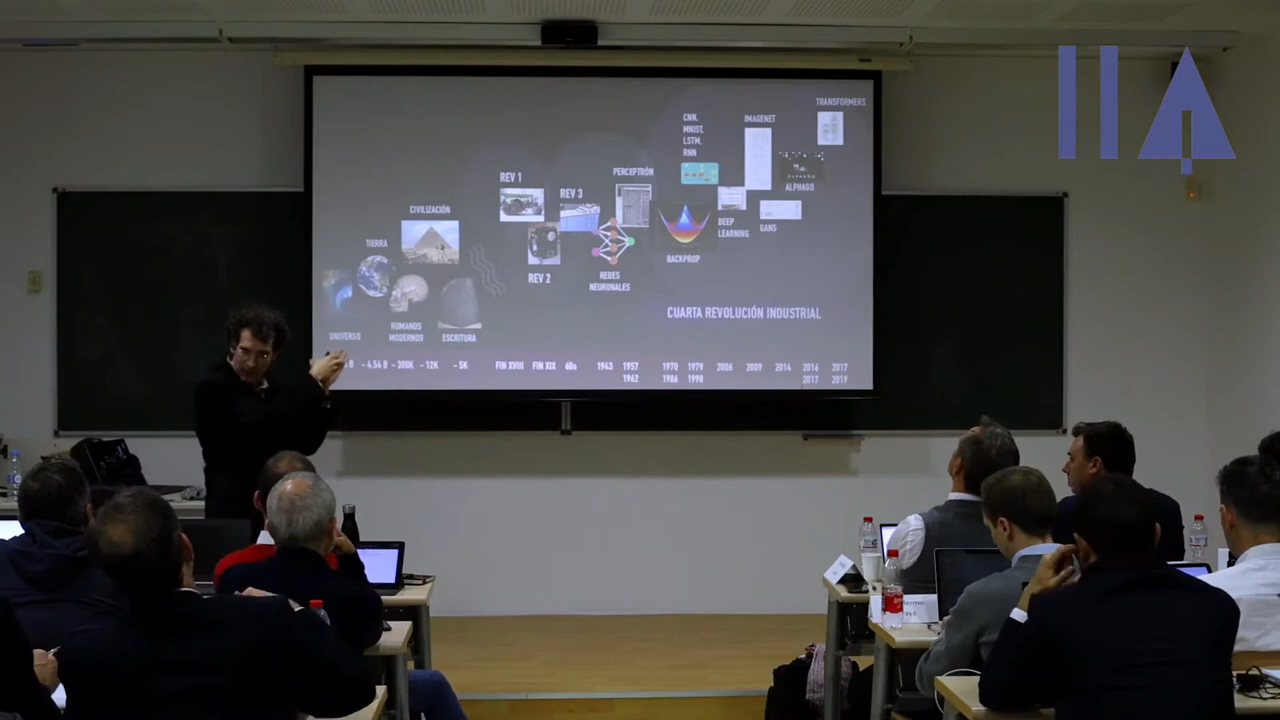 IIA
TRANSFORMERS
CNN,
MNIST,
LSTM,
RNN
IMAGENET
PERCEPTRÓN
REV 1
REV 3
ALPHAGO
CIVILIZACIÓN
DEEP
LEARNING
GANS
TIERRA
BACKPROP
REV 2
REDES
NEURONALES
CUARTA REVOLUCIÓN INDUSTRIAL
UNIVERSO
HUMANOS
MODERNOS
ESCRITURA
B ~ 4.54 B ~ 300K ~ 12K ~ 5K FIN XVIII FIN XIX 60s 1943 1957 1970 1979 2006 2009 2014 2016 2017
1962 1986 1998 2017 2019